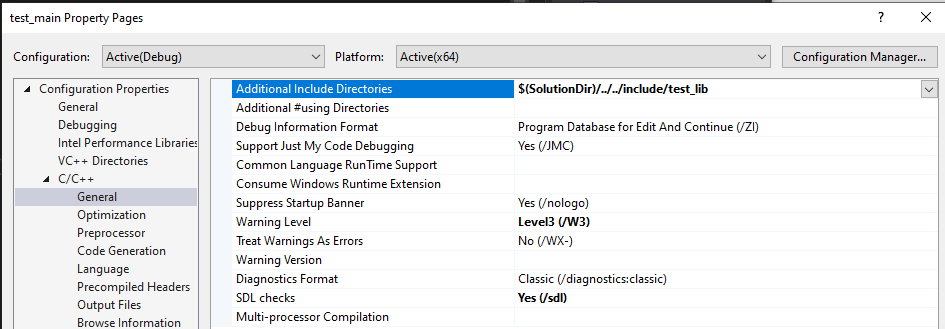 test_main Property Pages ? ×
Configuration: Active(Debug) Platform: Active(x64) Configuration Manager...
Configuration Properties
General
Debugging
Intel Performance Libraries
VC++ Directories
C/C++
General
Optimization
Preprocessor
Code Generation
Language
Precompiled Headers
Output Files
Browse Information
Additional Include Directories $(SolutionDir)/../../include/test_lib
Additional #using Directories
Debug Information Format Program Database for Edit And Continue (/ZI)
Support Just My Code Debugging Yes (/JMC)
Common Language RunTime Support
Consume Windows Runtime Extension
Suppress Startup Banner Yes (/nologo)
Warning Level Level3 (/W3)
Treat Warnings As Errors No (/WX-)
Warning Version
Diagnostics Format Classic (/diagnostics:classic)
SDL checks Yes (/sdl)
Multi-processor Compilation